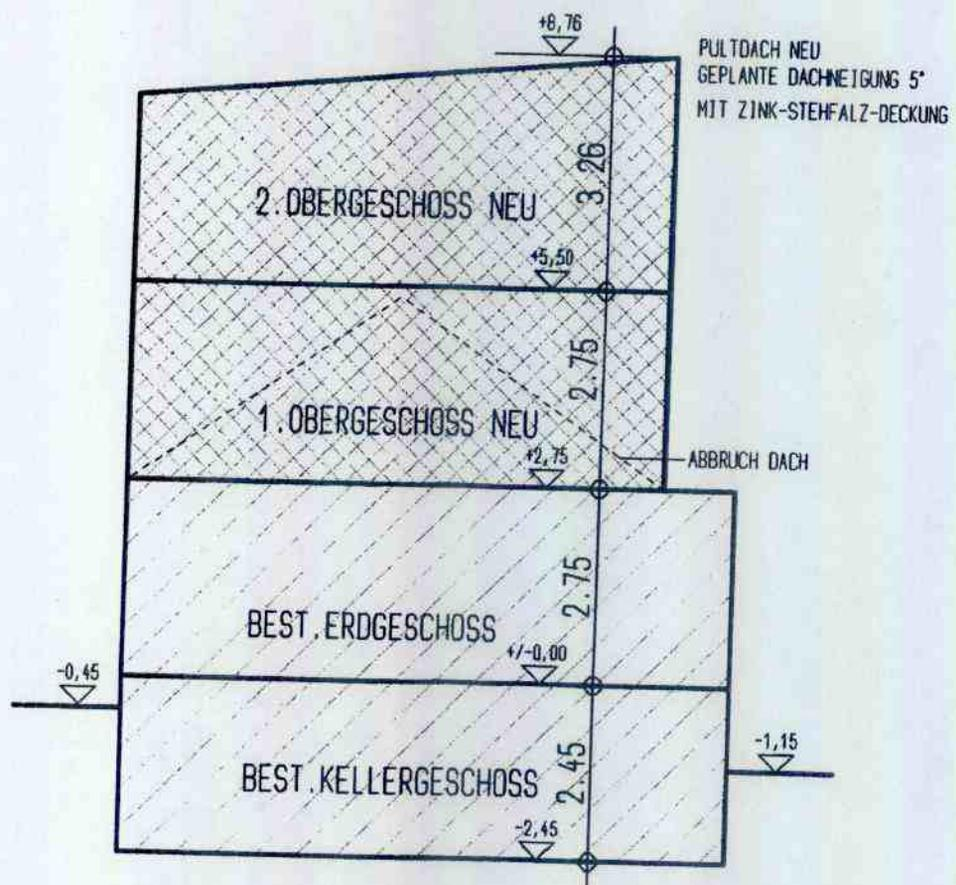 +8,76
PULTDACH NEU
GEPLANTE DACHNEIGUNG 5°
MIT ZINK-STEHFALZ-DECKUNG
3.26
2.OBERGESCHOSS NEU
+5,50
2.75
1.OBERGESCHOSS NEU
+2,75
ABBRUCH DACH
2.75
BEST.ERDGESCHOSS
+/-0,00
-0,45
-1,15
2.45
BEST.KELLERGESCHOSS
-2,45